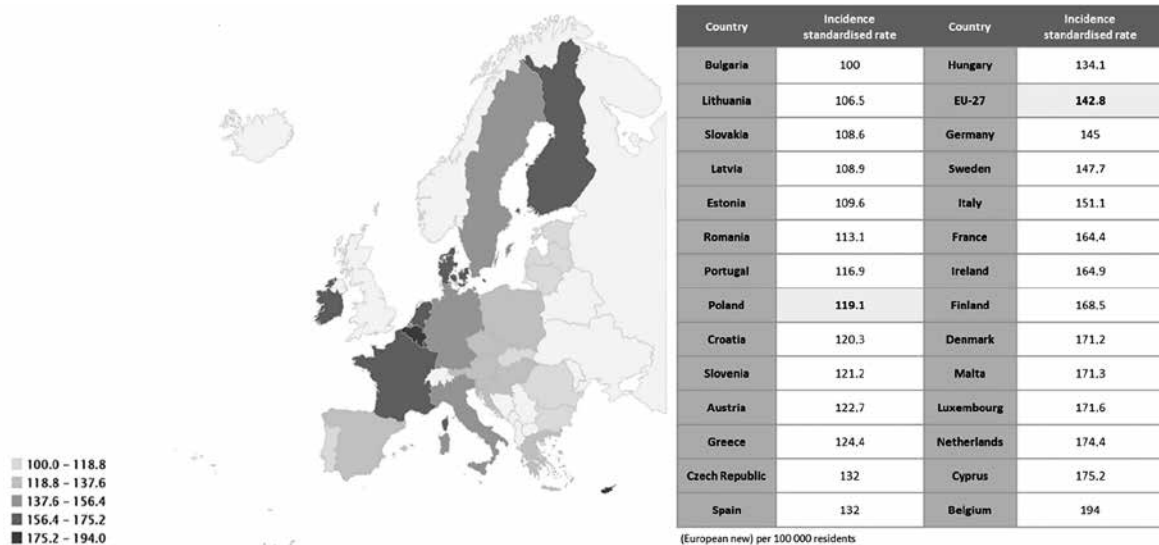 100.0 – 118.8
118.8 – 137.6
137.6 – 156.4
156.4 – 175.2
175.2 – 194.0
Country Incidence standardised rate Country Incidence standardised rate
Bulgaria 100 Hungary 134.1
Lithuania 106.5 EU-27 142.8
Slovakia 108.6 Germany 145
Latvia 108.9 Sweden 147.7
Estonia 109.6 Italy 151.1
Romania 113.1 France 164.4
Portugal 116.9 Ireland 164.9
Poland 119.1 Finland 168.5
Croatia 120.3 Denmark 171.2
Slovenia 121.2 Malta 171.3
Austria 122.7 Luxembourg 171.6
Greece 124.4 Netherlands 174.4
Czech Republic 132 Cyprus 175.2
Spain 132 Belgium 194
(European new) per 100 000 residents